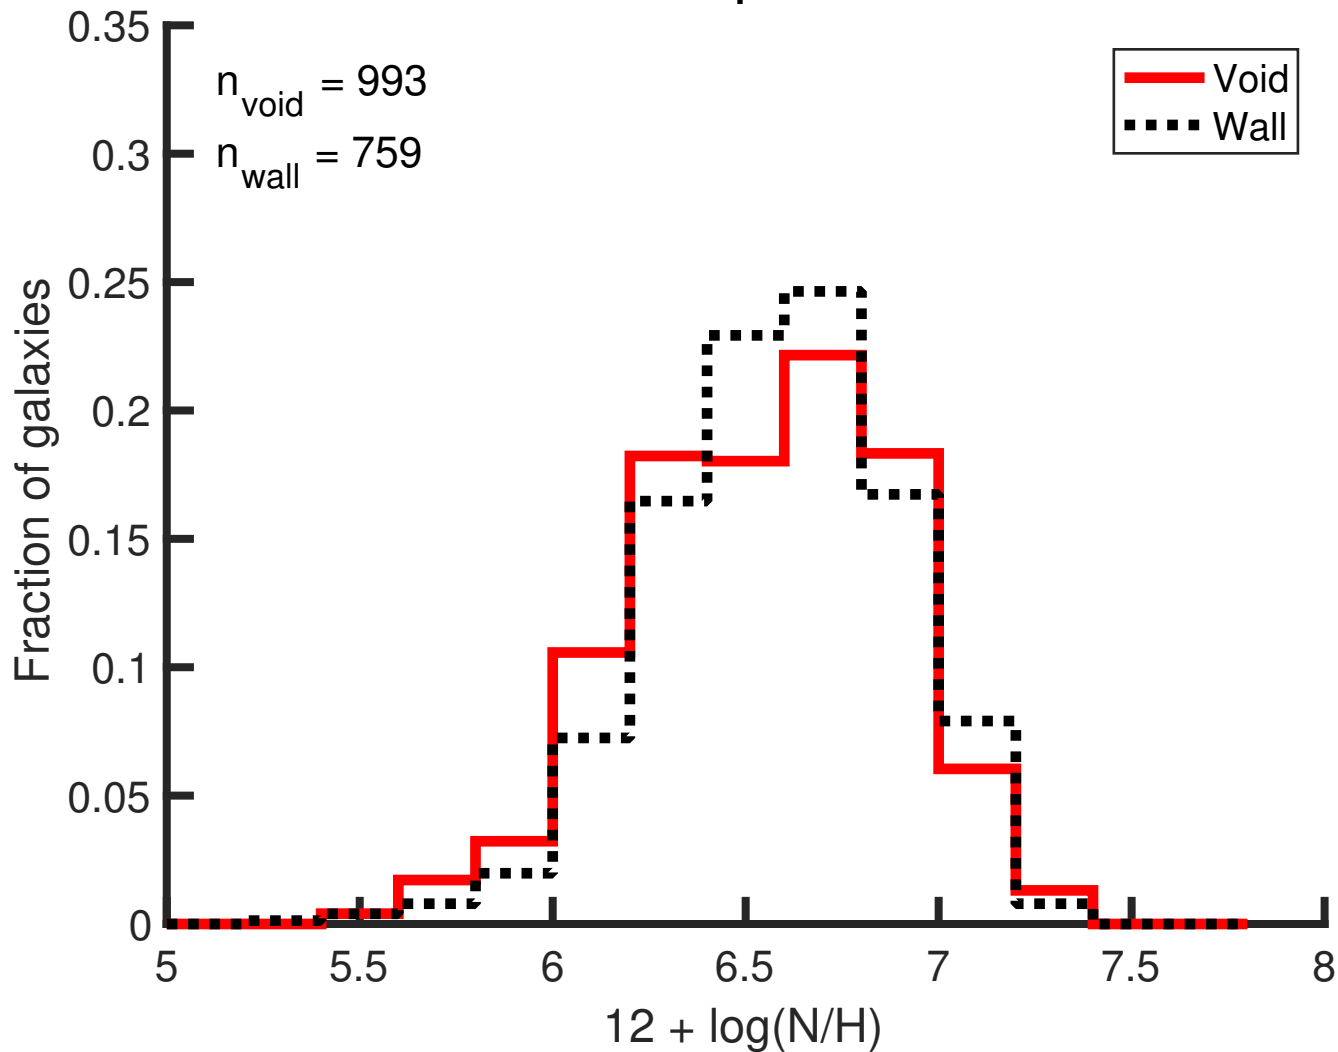 0.35
n_void = 993
Void
Wall
0.3
n_wall = 759
0.25
0.2
0.15
0.1
0.05
0
Fraction of galaxies
5 5.5 6 6.5 7 7.5 8
12 + log(N/H)